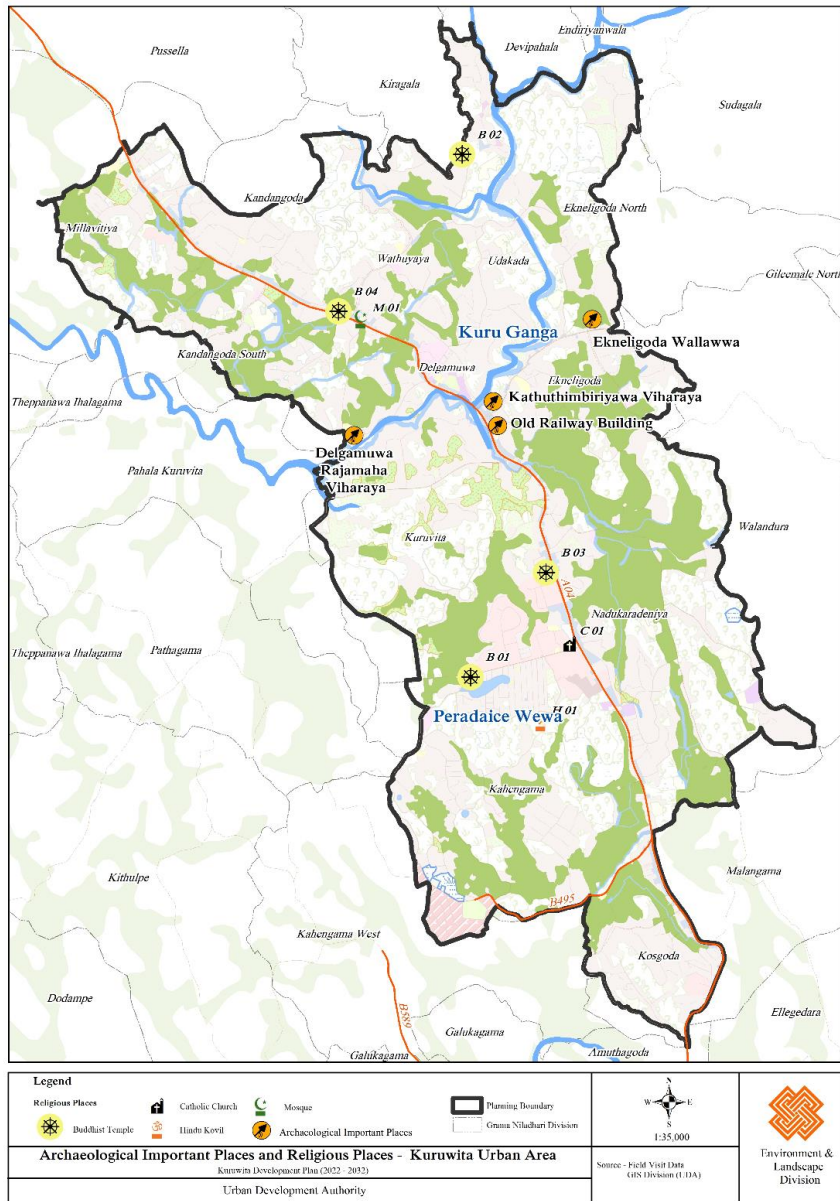 Endiriyanwala
Devipahala
Pussella
Kiragala
Sudagala
B 02
Kandangoda
Ekneligoda North
Millavitiya
Wathuyaya
Udakada
Gileemale North
B 04
M 01
Kuru Ganga
Ekneligoda Wallawwa
Kandangoda South
Delgamuwa
Ekneligoda
Theppanawa Ihalagama
Kathuthimbiriyawa Viharaya
Old Railway Building
Delgamuwa
Rajamaha
Viharaya
Pahala Kuruvita
Walandura
Kuruvita
B 03
A04
Nadukaradeniya
C 01
Theppanawa Ihalagama
Pathagama
B 01
Peradaice Wewa
H 01
Kahengama
Kithulpe
Malangama
B495
Kahengama West
Kosgoda
Dodampe
B389
Ellegedara
Galukagama
Galukagama
Amuthagoda
Legend
Religious Places
Buddhist Temple
Catholic Church
Hindu Kovil
Mosque
Archaeological Important Places
Planning Boundary
Grama Niladhari Division
N
W E
S
1:35,000
Environment &
Landscape
Division
Archaeological Important Places and Religious Places - Kuruwita Urban Area
Kuruwita Development Plan (2022 - 2032)
Urban Development Authority
Source - Field Visit Data
GIS Division (UDA)